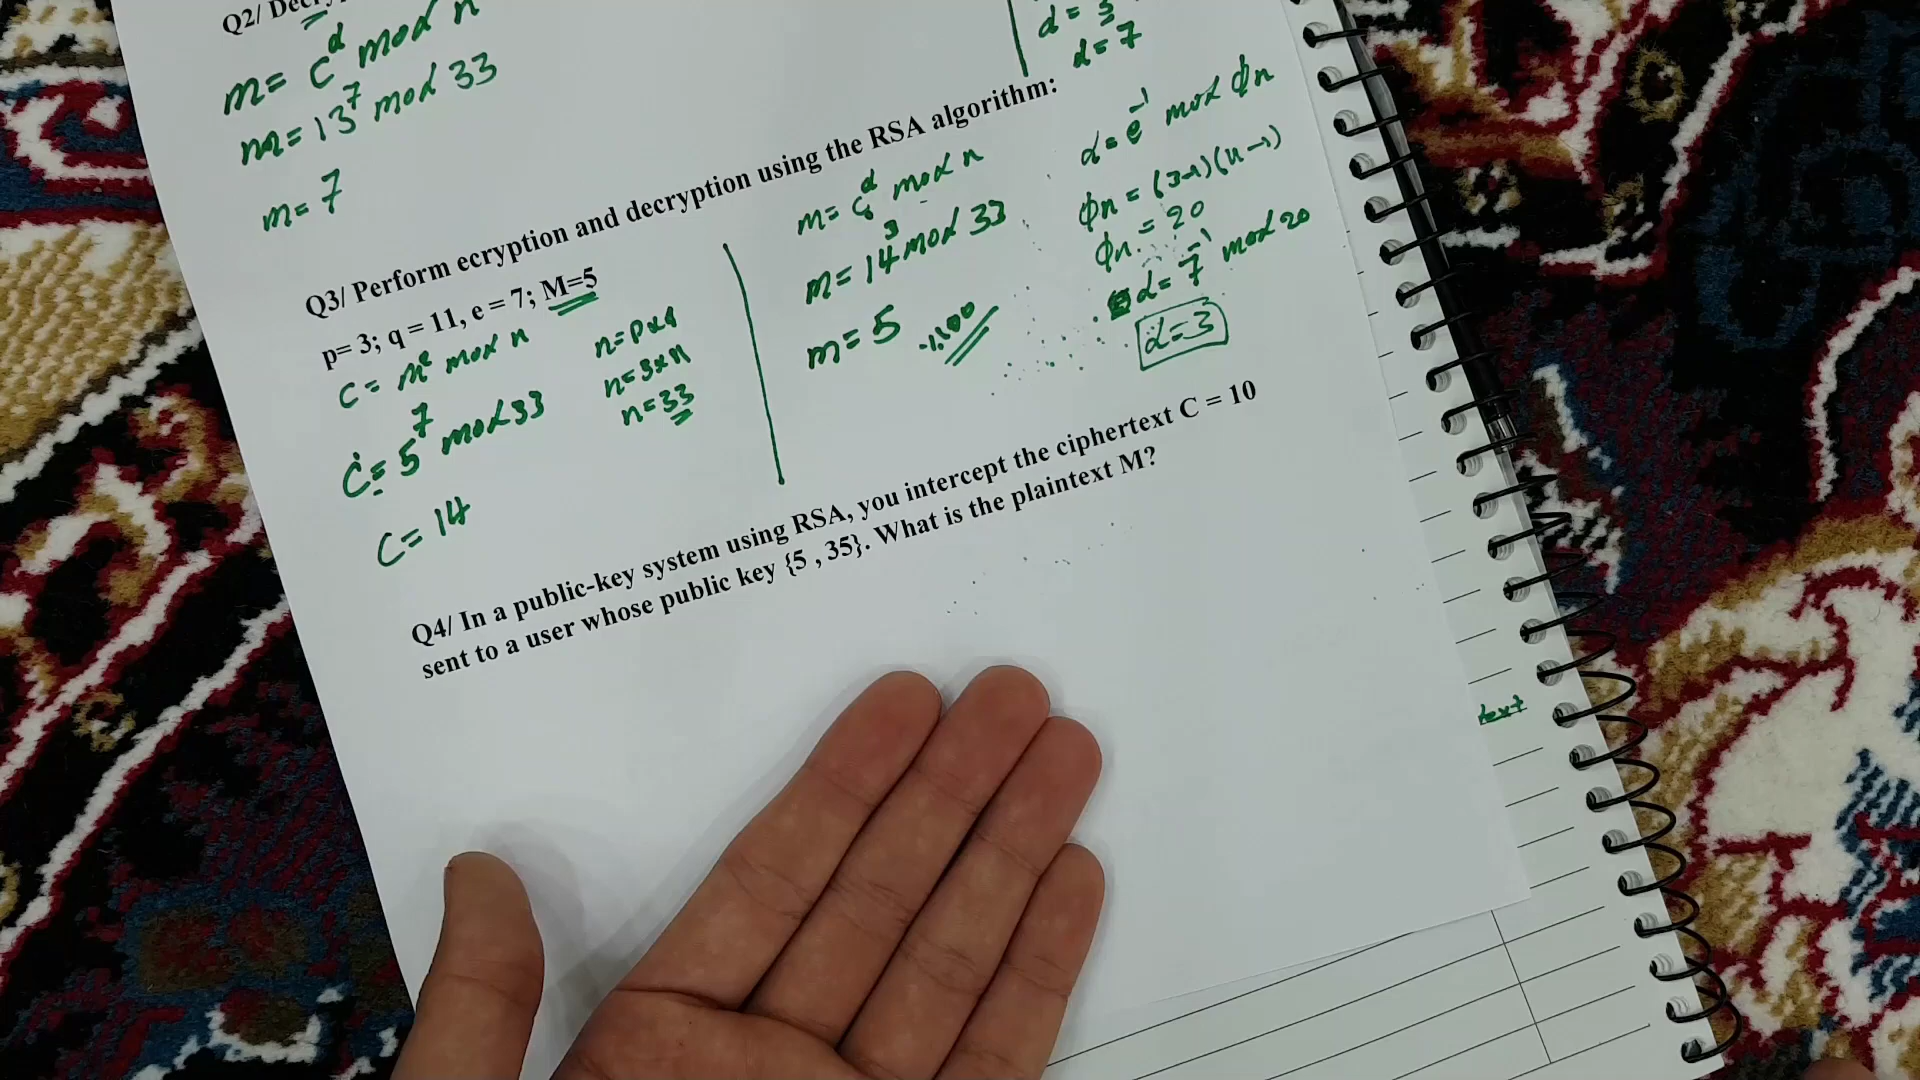 Q2/
m= c^d mod n
m= 13^7 mod 33
m= 7
d= 3
d= 7
Q3/ Perform ecryption and decryption using the RSA algorithm:
p= 3; q = 11, e = 7; M=5
c= m^e mod n
C= 5^7 mod 33
C= 14
n= p×q
n= 3×11
n= 33
m= c^d mod n
m= 14^3 mod 33
m= 5
%100
d= e^-1 mod ϕn
ϕn = (3-1)(11-1)
ϕn = 20
d= 7^-1 mod 20
d=3
Q4/ In a public-key system using RSA, you intercept the ciphertext C = 10
sent to a user whose public key {5 , 35}. What is the plaintext M?
text